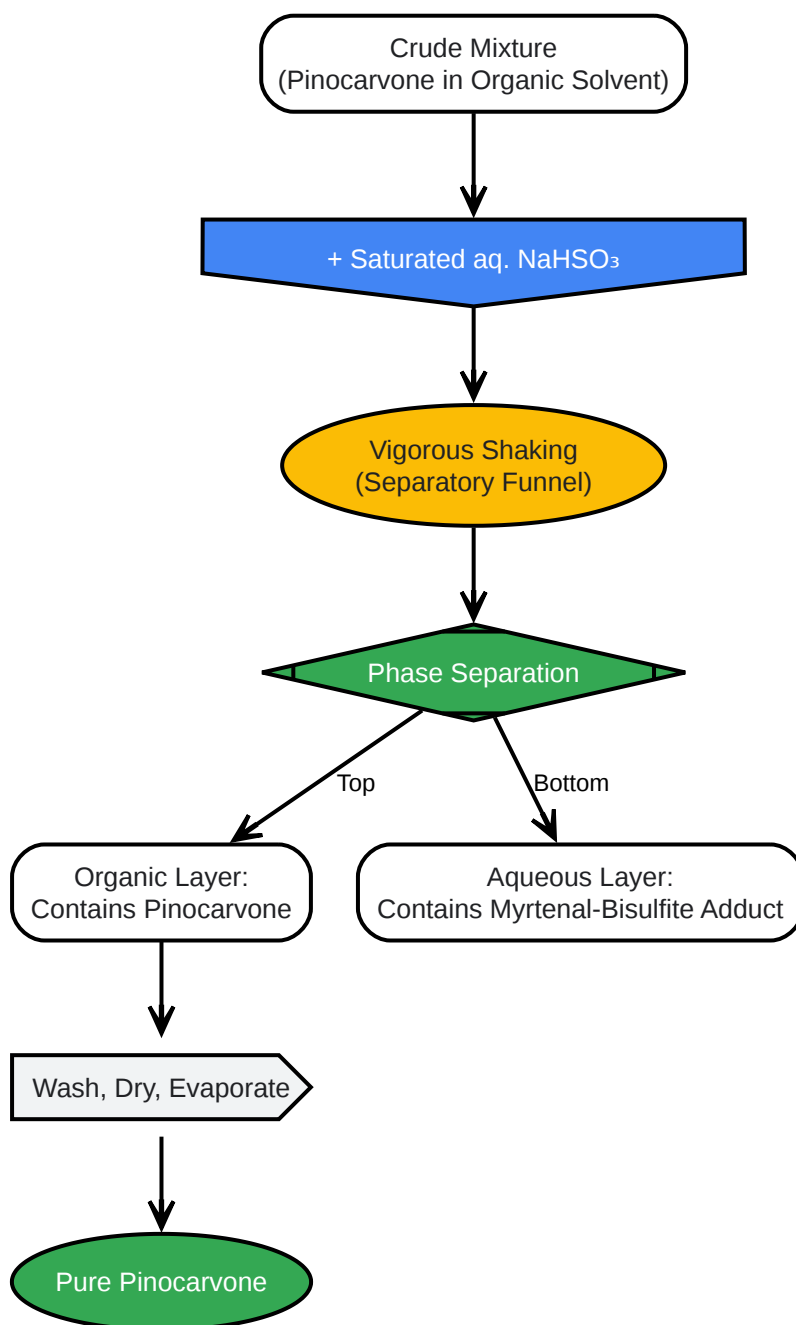 Crude Mixture
(Pinocarvone in Organic Solvent)
+ Saturated aq. NaHSO₃
Vigorous Shaking
(Separatory Funnel)
Phase Separation
Top
Bottom
Organic Layer:
Contains Pinocarvone
Aqueous Layer:
Contains Myrtenal-Bisulfite Adduct
Wash, Dry, Evaporate
Pure Pinocarvone